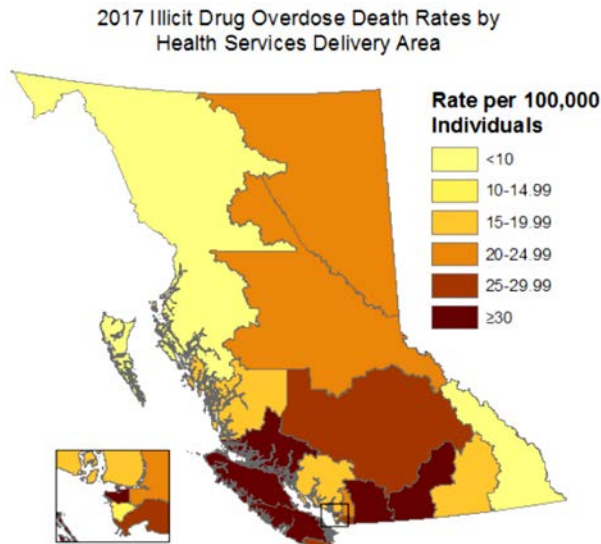 2017 Illicit Drug Overdose Death Rates by
Health Services Delivery Area
Rate per 100,000
Individuals
<10
10-14.99
15-19.99
20-24.99
25-29.99
≥30